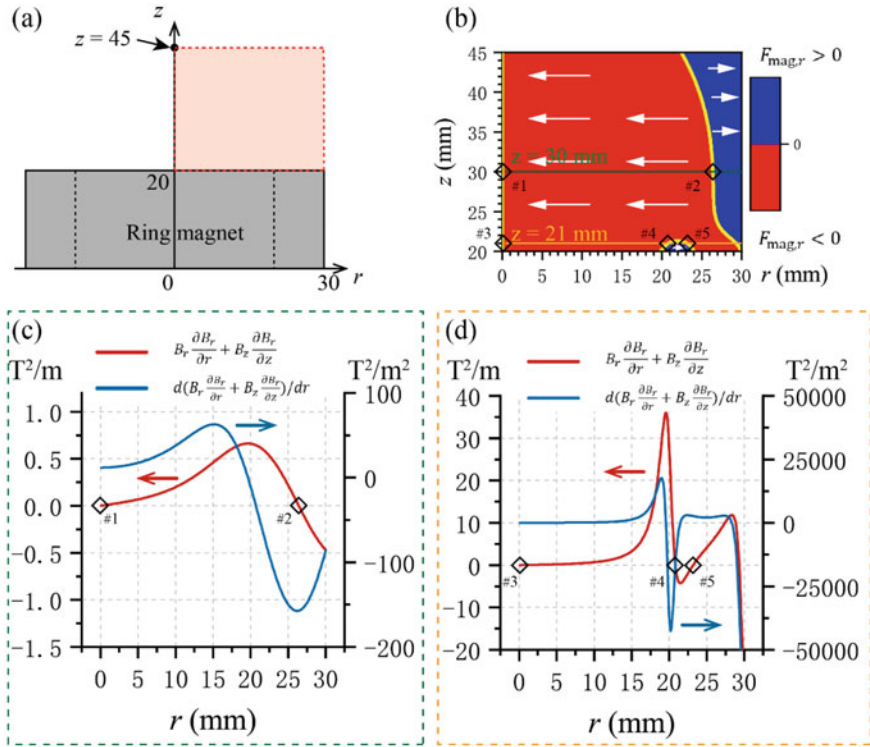 (a)
z
z = 45
20
Ring magnet
0
30
r
(b)
45
40
35
30
25
20
z (mm)
z = 30 mm
#1
#2
#3
z = 21 mm
#4
#5
0
5
10
15
20
25
30
r (mm)
F_mag,r > 0
0
F_mag,r < 0
(c)
T²/m
B_r ∂B_r/∂r + B_z ∂B_r/∂z
d(B_r ∂B_r/∂r + B_z ∂B_r/∂z)/dr
T²/m²
1.0
0.5
0.0
−0.5
−1.0
−1.5
100
0
−100
−200
#1
#2
0 5 10 15 20 25 30
r (mm)
(d)
T²/m
B_r ∂B_r/∂r + B_z ∂B_r/∂z
d(B_r ∂B_r/∂r + B_z ∂B_r/∂z)/dr
T²/m²
40
30
20
10
0
−10
−20
50000
25000
0
−25000
−50000
#3
#4
#5
0 5 10 15 20 25 30
r (mm)